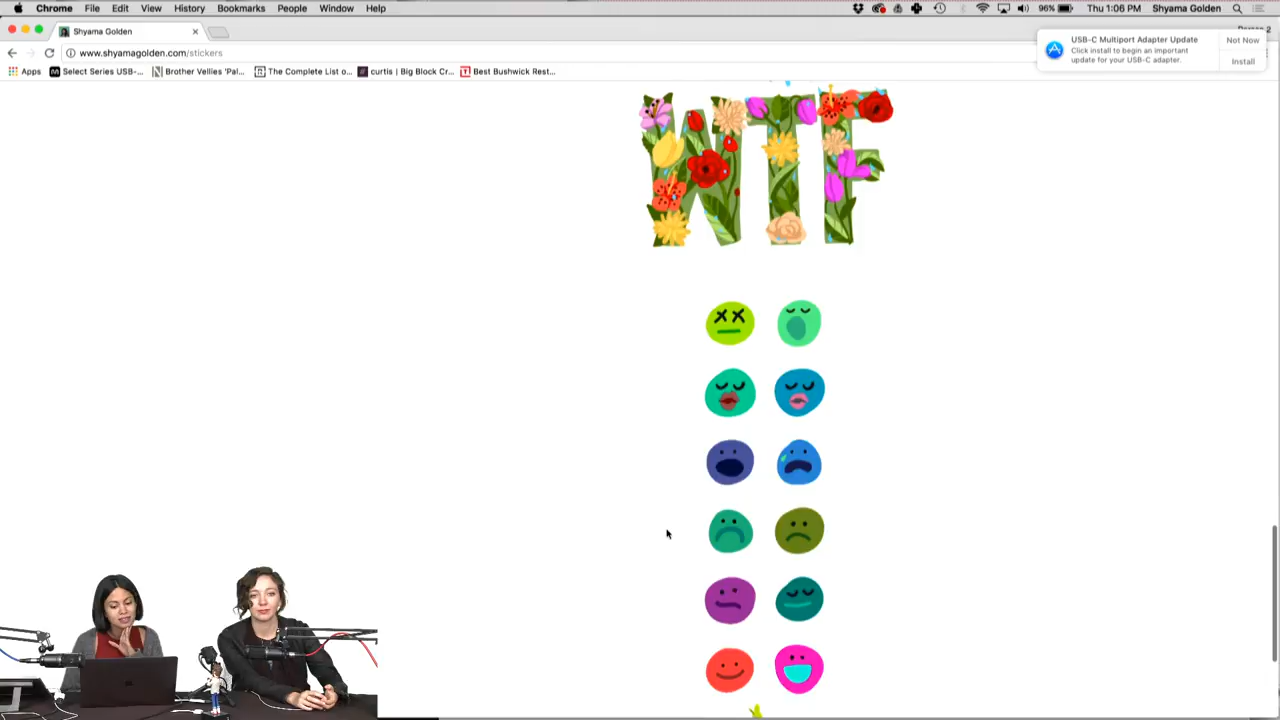 Chrome File Edit View History Bookmarks People Window Help 96% Thu 1:06 PM Shyama Golden
Shyama Golden
www.shyamagolden.com/stickers
Apps Select Series USB-... Brother Vellies 'Pal... The Complete List o... curtis | Big Block Cr... Best Bushwick Rest...
USB-C Multiport Adapter Update Not Now
Click install to begin an important
update for your USB-C adapter. Install
WTF